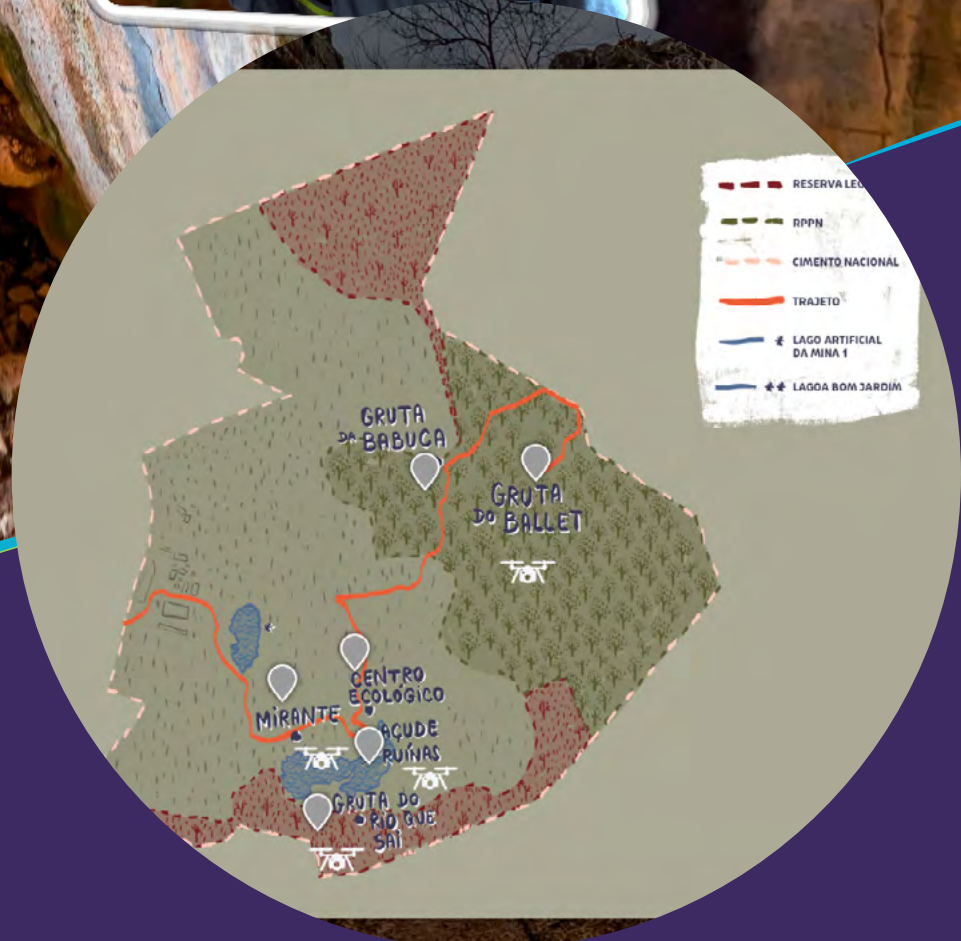 RESERVA LEG
RPPN
CIMENTO NACIONAL
TRAJETO
* LAGO ARTIFICIAL
DA MINA 1
** LAGOA BOM JARDIM
GRUTA
DA BABUCA
GRUTA
DO BALLET
CENTRO
ECOLÓGICO
MIRANTE
AÇUDE
RUÍNAS
GRUTA DO
RIO QUE
SAI